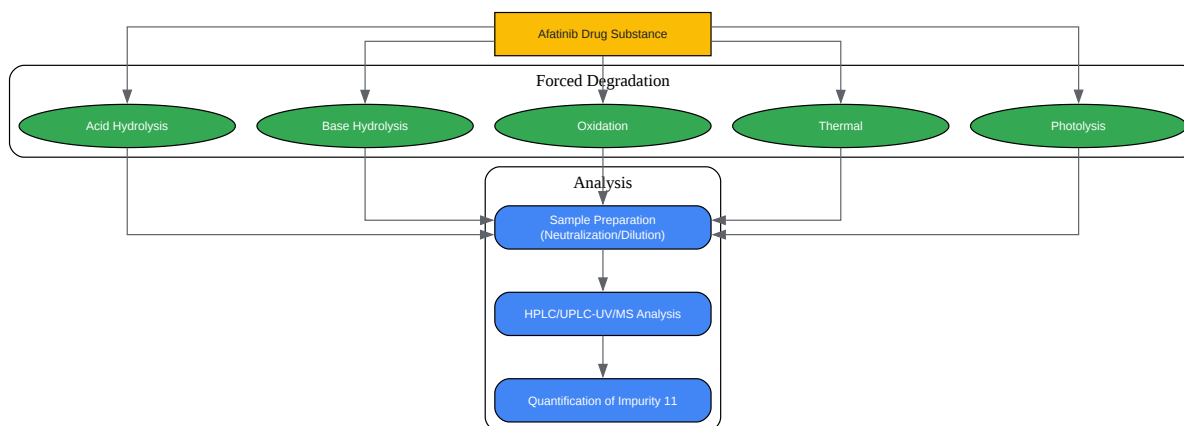 Afatinib Drug Substance
Forced Degradation
Acid Hydrolysis
Base Hydrolysis
Oxidation
Thermal
Photolysis
Analysis
Sample Preparation
(Neutralization/Dilution)
HPLC/UPLC-UV/MS Analysis
Quantification of Impurity 11